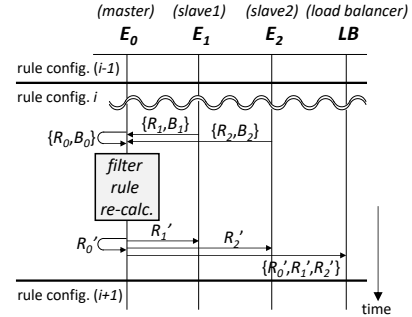 (master) (slave1) (slave2) (load balancer)
E0 E1 E2 LB
rule config. (i-1)
rule config. i
{R0,B0} {R1,B1} {R2,B2}
filter
rule
re-calc.
R0' R1' R2'
{R0',R1',R2'}
rule config. (i+1)
time